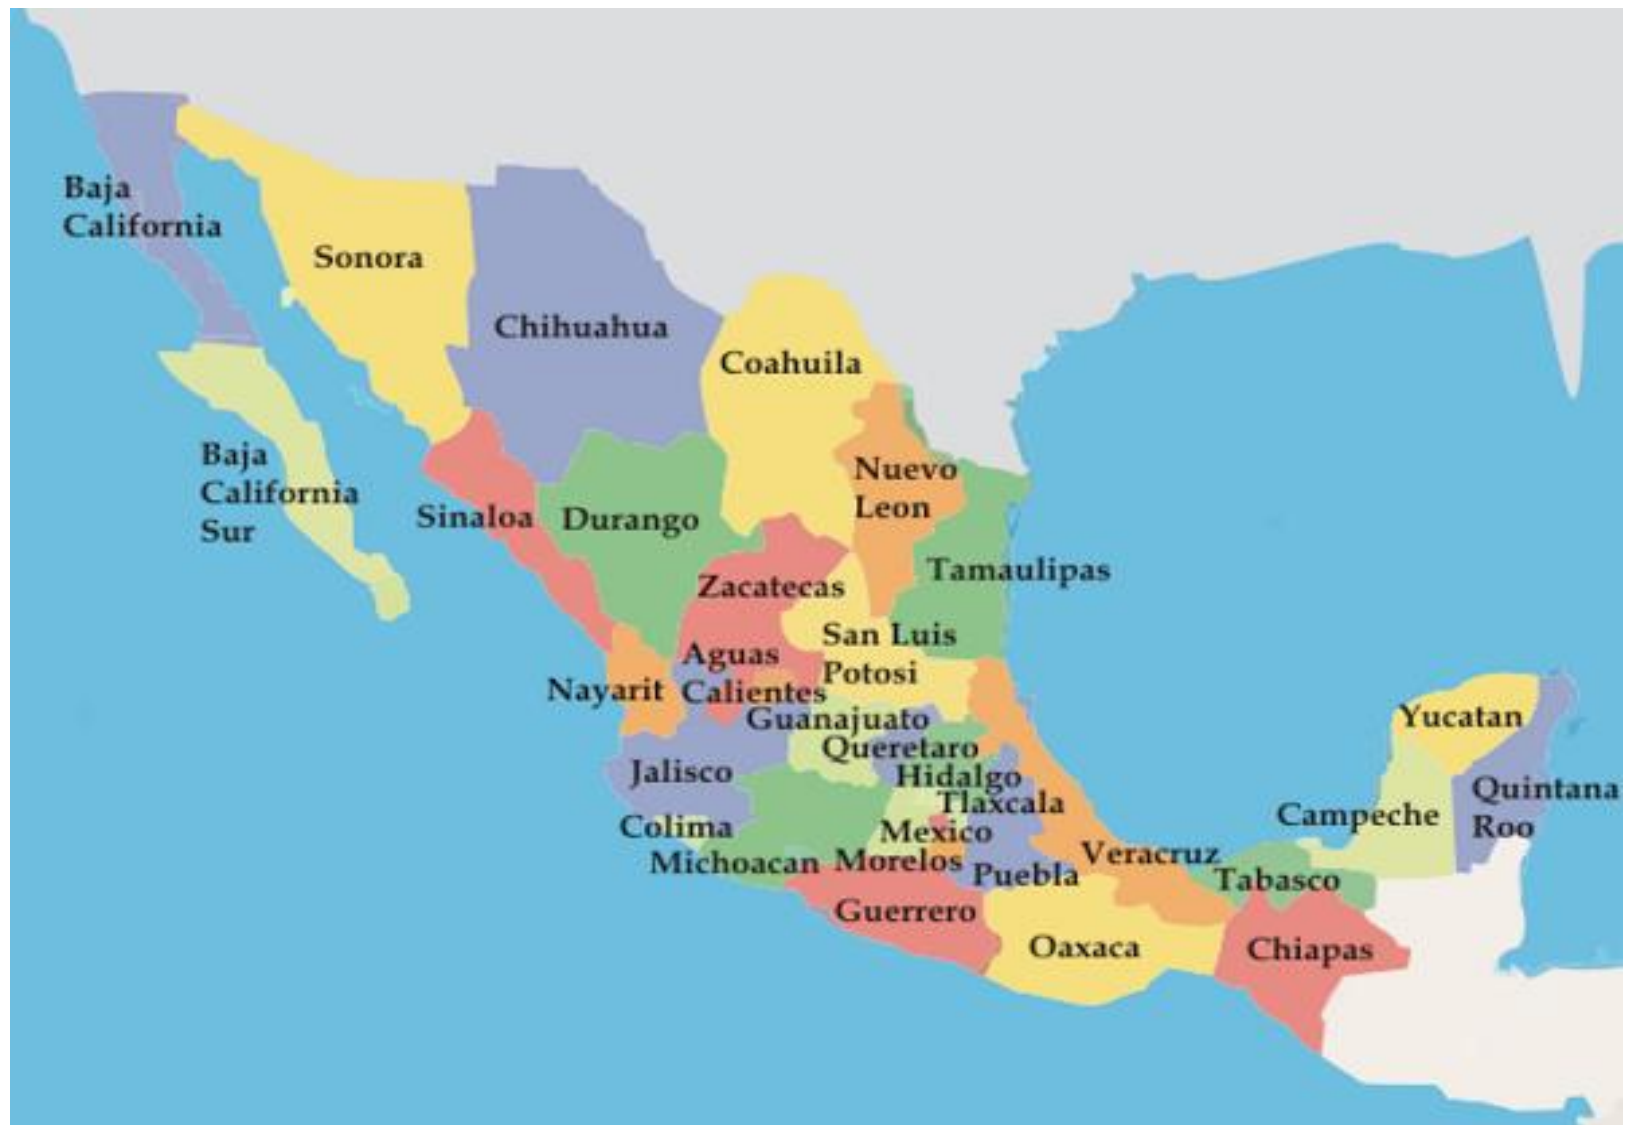 Baja
California
Sonora
Chihuahua
Coahuila
Baja
California
Sur
Sinaloa
Durango
Nuevo
Leon
Tamaulipas
Zacatecas
San Luis
Potosi
Aguas
Calientes
Nayarit
Guanajuato
Queretaro
Jalisco
Hidalgo
Tlaxcala
Colima
Mexico
Michoacan
Morelos
Puebla
Veracruz
Guerrero
Oaxaca
Tabasco
Chiapas
Campeche
Yucatan
Quintana
Roo